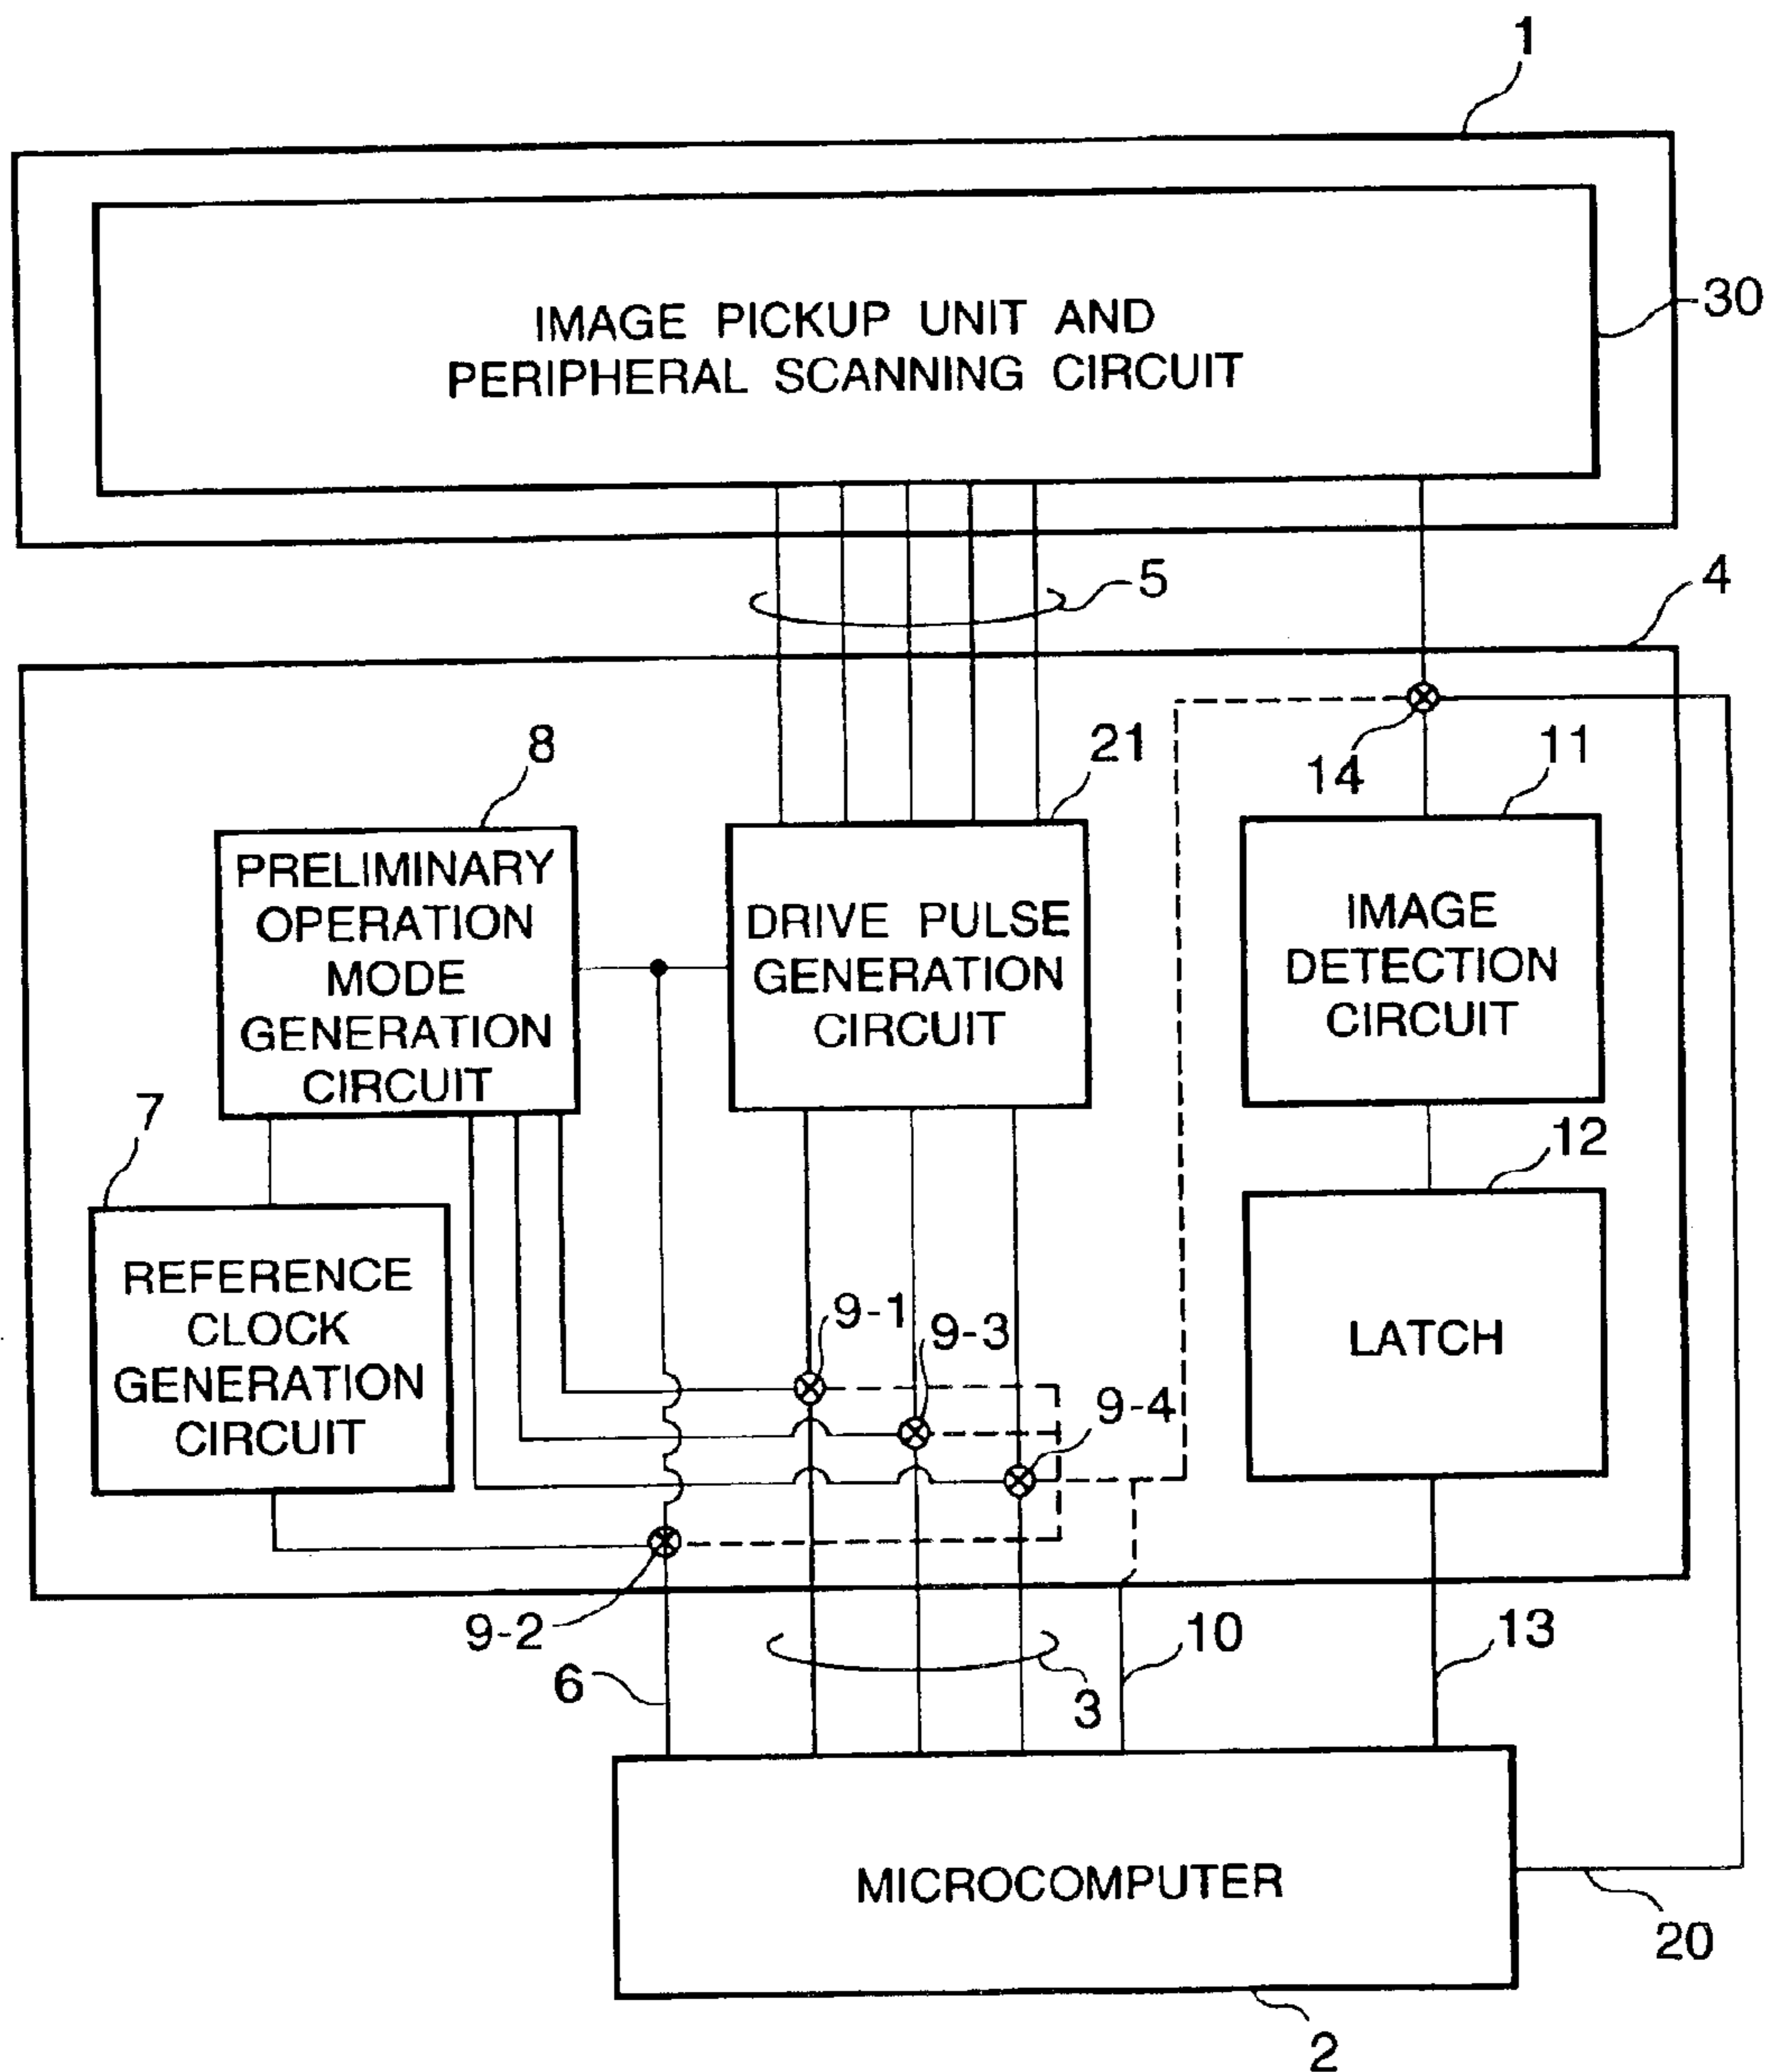 1
IMAGE PICKUP UNIT AND
PERIPHERAL SCANNING CIRCUIT
30
5
4
14
8
21
11
PRELIMINARY
OPERATION
MODE
GENERATION
CIRCUIT
DRIVE PULSE
GENERATION
CIRCUIT
IMAGE
DETECTION
CIRCUIT
7
12
REFERENCE
CLOCK
GENERATION
CIRCUIT
LATCH
9-1
9-3
9-4
9-2
6
3
10
13
MICROCOMPUTER
20
2